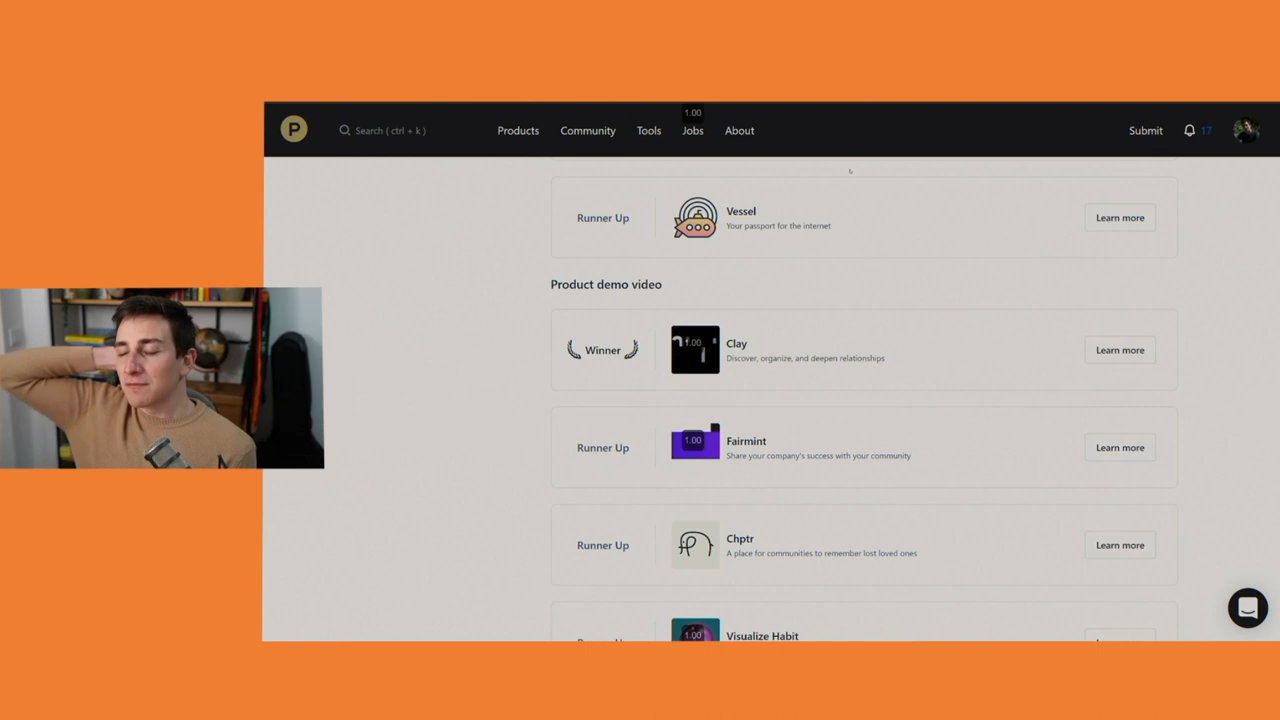 1.00
P
Search ( ctrl + k )
Products
Community
Tools
Jobs
About
Submit
17
Runner Up
Vessel
Your passport for the internet
Learn more
Product demo video
Winner
1.00
Clay
Discover, organize, and deepen relationships
Learn more
Runner Up
1.00
Fairmint
Share your company's success with your community
Learn more
Runner Up
Chptr
A place for communities to remember lost loved ones
Learn more
1.00
Visualize Habit